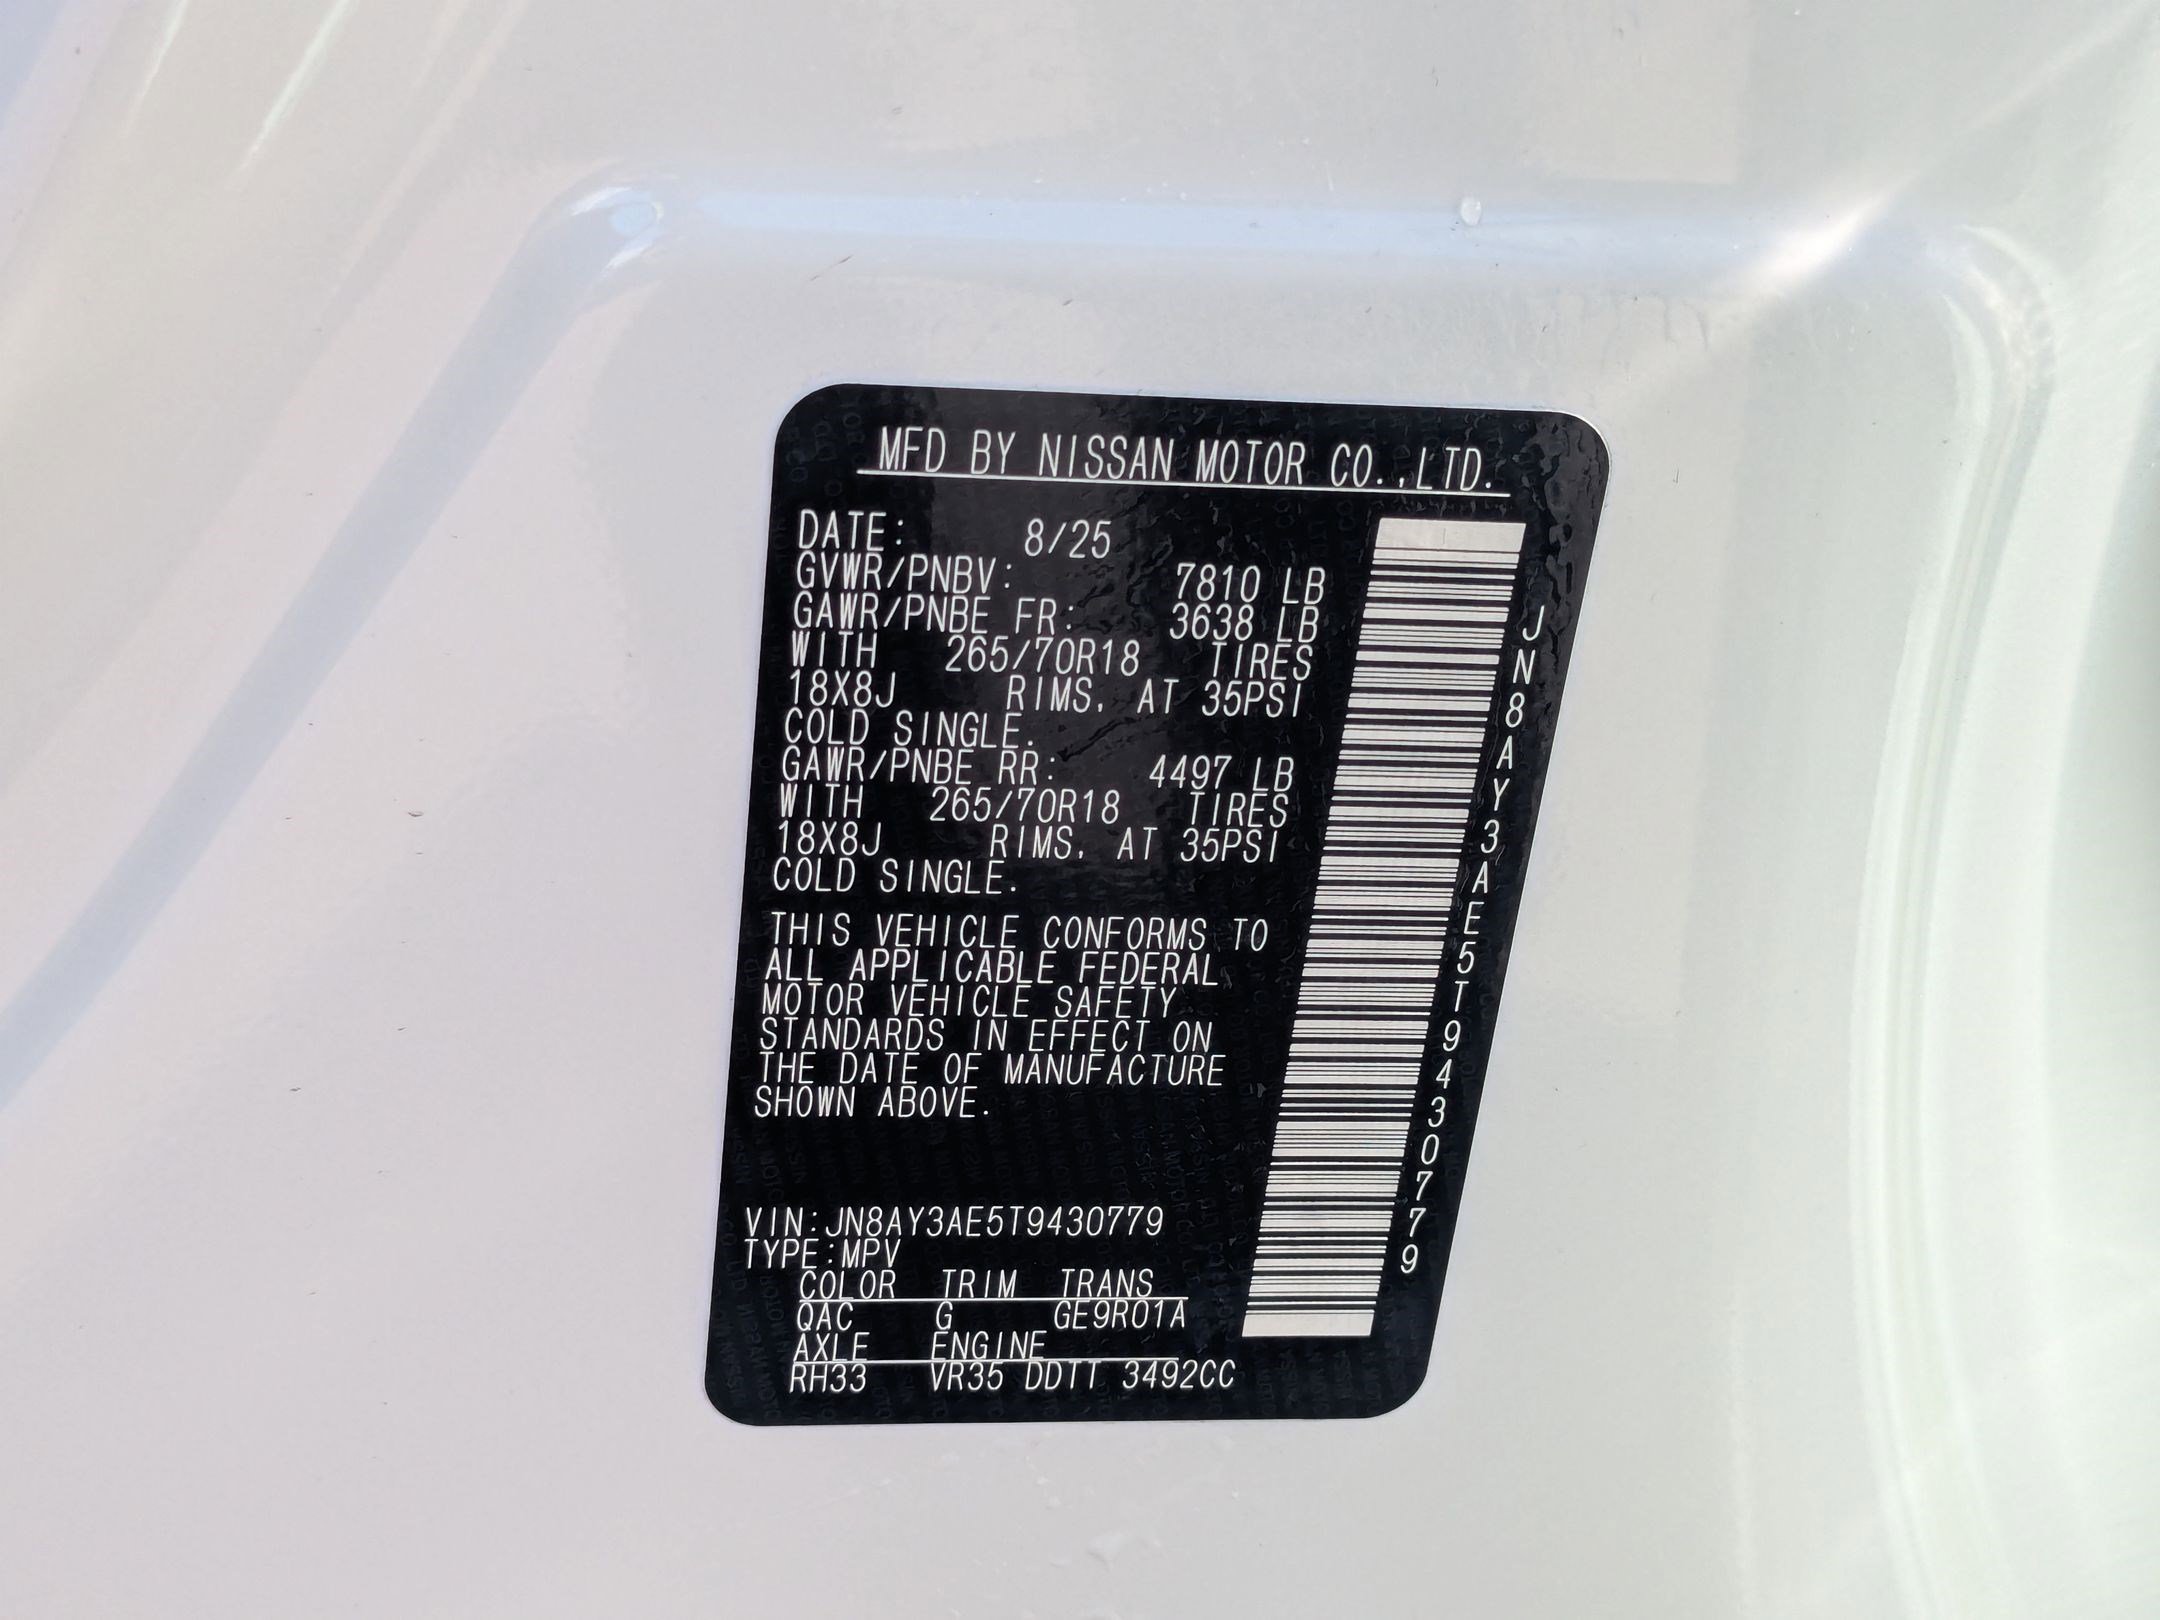 MFD BY NISSAN MOTOR CO.,LTD.
DATE: 8/25
GVWR/PNBV: 7810 LB
GAWR/PNBE FR: 3638 LB
WITH 265/70R18 TIRES
18X8J RIMS, AT 35PSI
COLD SINGLE.
GAWR/PNBE RR: 4497 LB
WITH 265/70R18 TIRES
18X8J RIMS, AT 35PSI
COLD SINGLE.
THIS VEHICLE CONFORMS TO
ALL APPLICABLE FEDERAL
MOTOR VEHICLE SAFETY
STANDARDS IN EFFECT ON
THE DATE OF MANUFACTURE
SHOWN ABOVE.
VIN:JN8AY3AE5T9430779
TYPE:MPV
COLOR TRIM TRANS
QAC G GE9R01A
AXLE ENGINE
RH33 VR35 DDTT 3492CC
JN8AY3AE5T9430779